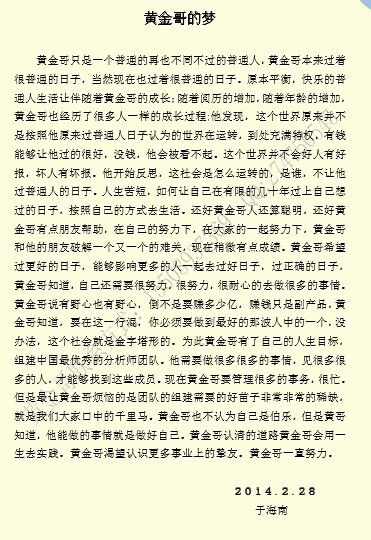 黄金哥的梦
黄金哥只是一个普通的再也不同不过的普通人，黄金哥本来过着
很普通的日子，当然现在也过着很普通的日子。原本平衡，快乐的普
通人生活让伴随着黄金哥的成长；随着阅历的增加，随着年龄的增加，
黄金哥也经历了很多人一样的成长过程；他发现，这个世界原来并不
是按照他原来过普通人日子认为的世界在运转，到处充满特权，有钱
能够让他过的很好，没钱，他会被看不起。这个世界并不会好人有好
报，坏人有坏报。他开始反思，这社会是怎么运转的，是谁，不让他
过普通人的日子。人生苦短，如何让自己在有限的几十年过上自己想
过的日子，按照自己的方式去生活。还好黄金哥人还算聪明，还好黄
金哥有点朋友帮助，在自己的努力下，在大家的一起努力下，黄金哥
和他的朋友破解一个又一个的难关，现在稍微有点成绩。黄金哥希望
过更好的日子，能够影响更多的人一起去过好日子，过正确的日子，
黄金哥知道，自己还需要很努力，很努力，很耐心的去做很多的事情。
黄金哥说有野心也有野心，但不是要赚多少亿，赚钱只是副产品，黄
金哥知道，要在这一行混，你必须要做到最好的那波人中的一个，没
办法，这个社会就是金字塔形的。为此黄金哥有了自己的人生目标，
组建中国最优秀的分析师团队。他需要做很多很多的事情，见很多很
多的人，才能够找到这些成员。现在黄金哥要管理很多的事务，很忙。
但是最让黄金哥烦恼的是团队的组建需要的好苗子非常非常的稀缺，
就是我们大家口中的千里马。黄金哥也不认为自己是伯乐，但是黄哥
知道，他能做的事情就是做好自己。黄金哥认清的道路黄金哥会用一
生去实践。黄金哥渴望认识更多事业上的挚友。黄金哥一直努力。
2014.2.28
于海南